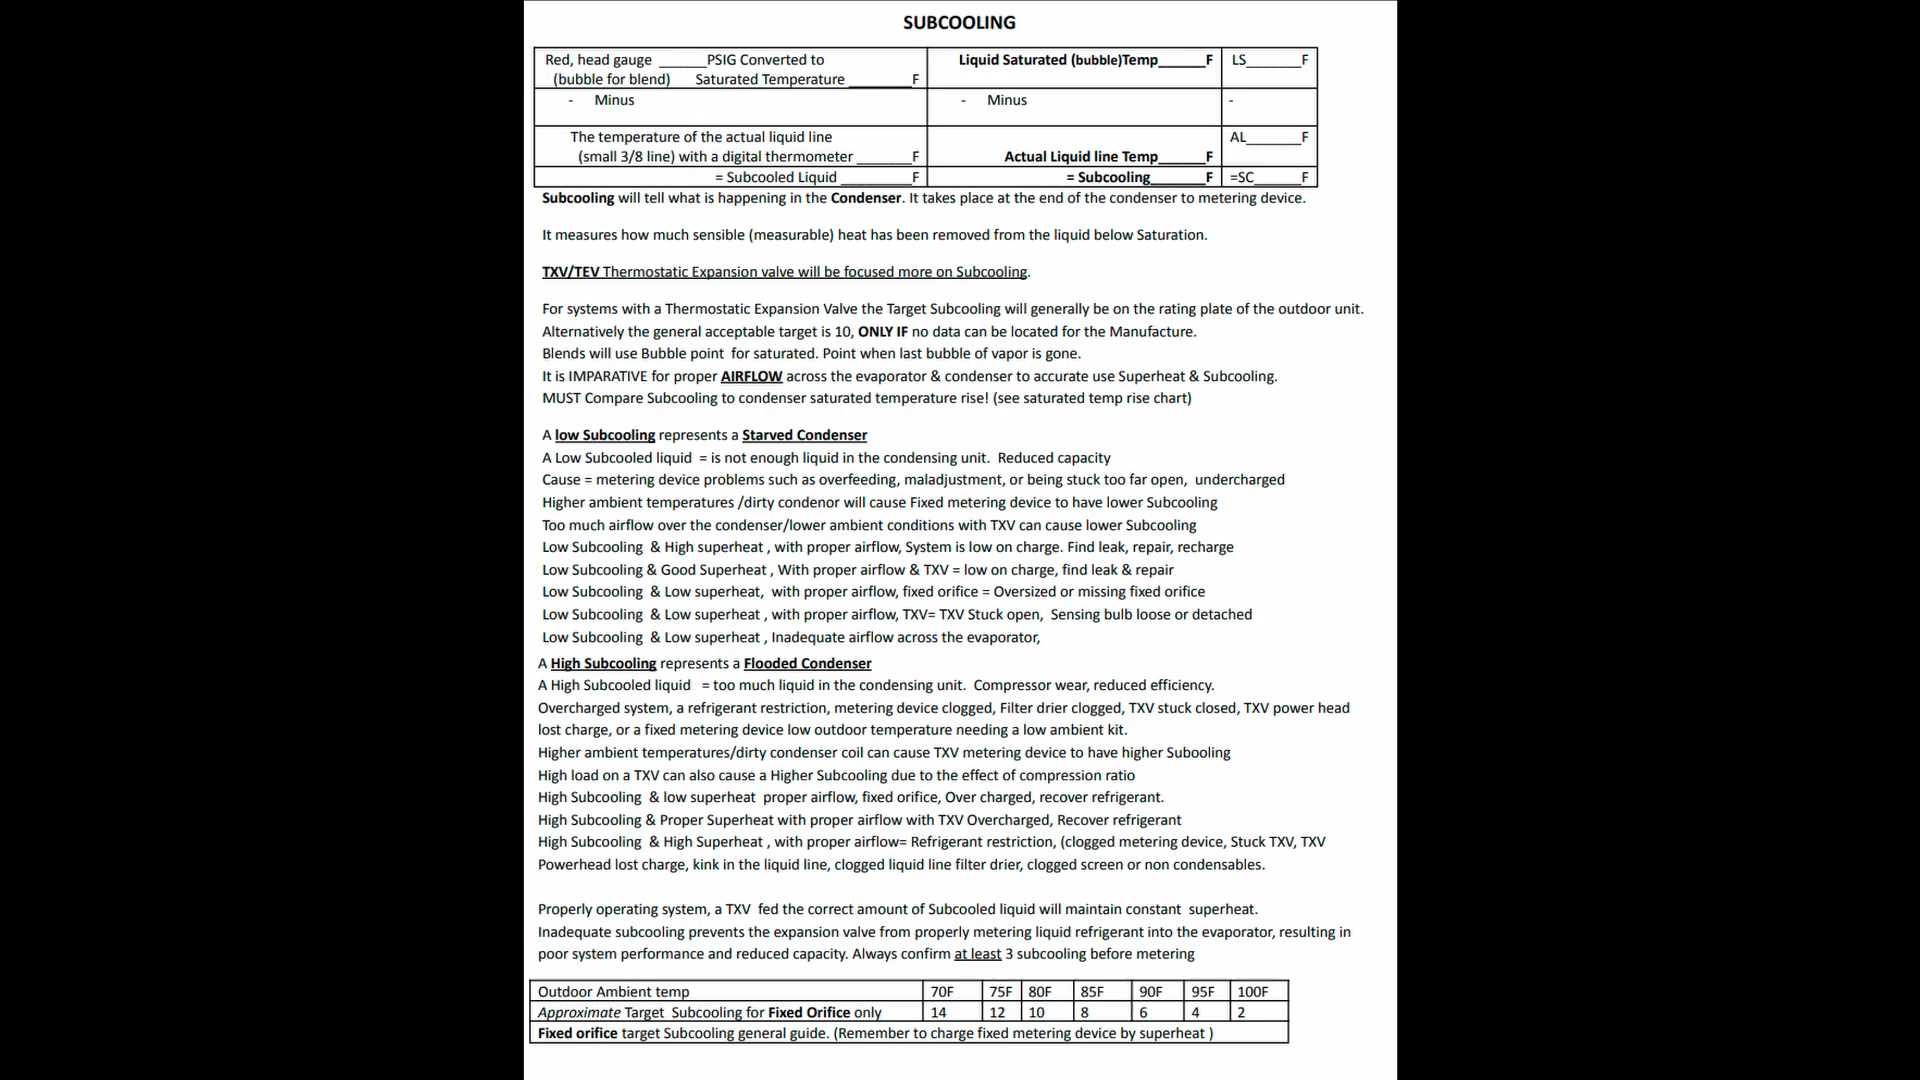 SUBCOOLING
Red, head gauge ______PSIG Converted to
(bubble for blend) Saturated Temperature ________F
Liquid Saturated (bubble)Temp______F
LS_______F
- Minus
- Minus
-
The temperature of the actual liquid line
(small 3/8 line) with a digital thermometer _______F
Actual Liquid line Temp______F
AL_______F
= Subcooled Liquid _________F
= Subcooling_______F
=SC______F
Subcooling will tell what is happening in the Condenser. It takes place at the end of the condenser to metering device.
It measures how much sensible (measurable) heat has been removed from the liquid below Saturation.
TXV/TEV Thermostatic Expansion valve will be focused more on Subcooling.
For systems with a Thermostatic Expansion Valve the Target Subcooling will generally be on the rating plate of the outdoor unit.
Alternatively the general acceptable target is 10, ONLY IF no data can be located for the Manufacture.
Blends will use Bubble point for saturated. Point when last bubble of vapor is gone.
It is IMPARATIVE for proper AIRFLOW across the evaporator & condenser to accurate use Superheat & Subcooling.
MUST Compare Subcooling to condenser saturated temperature rise! (see saturated temp rise chart)
A low Subcooling represents a Starved Condenser
A Low Subcooled liquid = is not enough liquid in the condensing unit. Reduced capacity
Cause = metering device problems such as overfeeding, maladjustment, or being stuck too far open, undercharged
Higher ambient temperatures /dirty condenor will cause Fixed metering device to have lower Subcooling
Too much airflow over the condenser/lower ambient conditions with TXV can cause lower Subcooling
Low Subcooling & High superheat , with proper airflow, System is low on charge. Find leak, repair, recharge
Low Subcooling & Good Superheat , With proper airflow & TXV = low on charge, find leak & repair
Low Subcooling & Low superheat, with proper airflow, fixed orifice = Oversized or missing fixed orifice
Low Subcooling & Low superheat , with proper airflow, TXV= TXV Stuck open, Sensing bulb loose or detached
Low Subcooling & Low superheat , Inadequate airflow across the evaporator,
A High Subcooling represents a Flooded Condenser
A High Subcooled liquid = too much liquid in the condensing unit. Compressor wear, reduced efficiency.
Overcharged system, a refrigerant restriction, metering device clogged, Filter drier clogged, TXV stuck closed, TXV power head
lost charge, or a fixed metering device low outdoor temperature needing a low ambient kit.
Higher ambient temperatures/dirty condenser coil can cause TXV metering device to have higher Subooling
High load on a TXV can also cause a Higher Subcooling due to the effect of compression ratio
High Subcooling & low superheat proper airflow, fixed orifice, Over charged, recover refrigerant.
High Subcooling & Proper Superheat with proper airflow with TXV Overcharged, Recover refrigerant
High Subcooling & High Superheat , with proper airflow= Refrigerant restriction, (clogged metering device, Stuck TXV, TXV
Powerhead lost charge, kink in the liquid line, clogged liquid line filter drier, clogged screen or non condensables.
Properly operating system, a TXV fed the correct amount of Subcooled liquid will maintain constant superheat.
Inadequate subcooling prevents the expansion valve from properly metering liquid refrigerant into the evaporator, resulting in
poor system performance and reduced capacity. Always confirm at least 3 subcooling before metering
Outdoor Ambient temp 70F 75F 80F 85F 90F 95F 100F
Approximate Target Subcooling for Fixed Orifice only 14 12 10 8 6 4 2
Fixed orifice target Subcooling general guide. (Remember to charge fixed metering device by superheat )